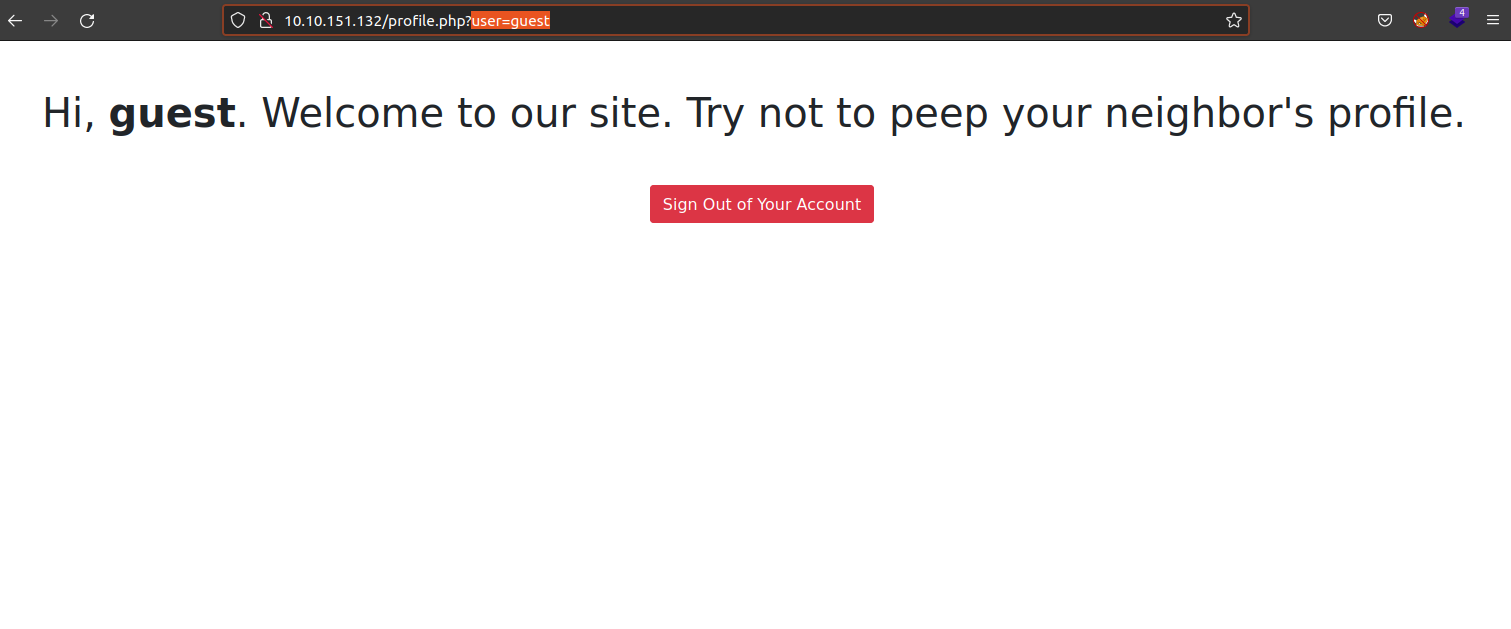 10.10.151.132/profile.php?user=guest
4
Hi, guest. Welcome to our site. Try not to peep your neighbor's profile.
Sign Out of Your Account